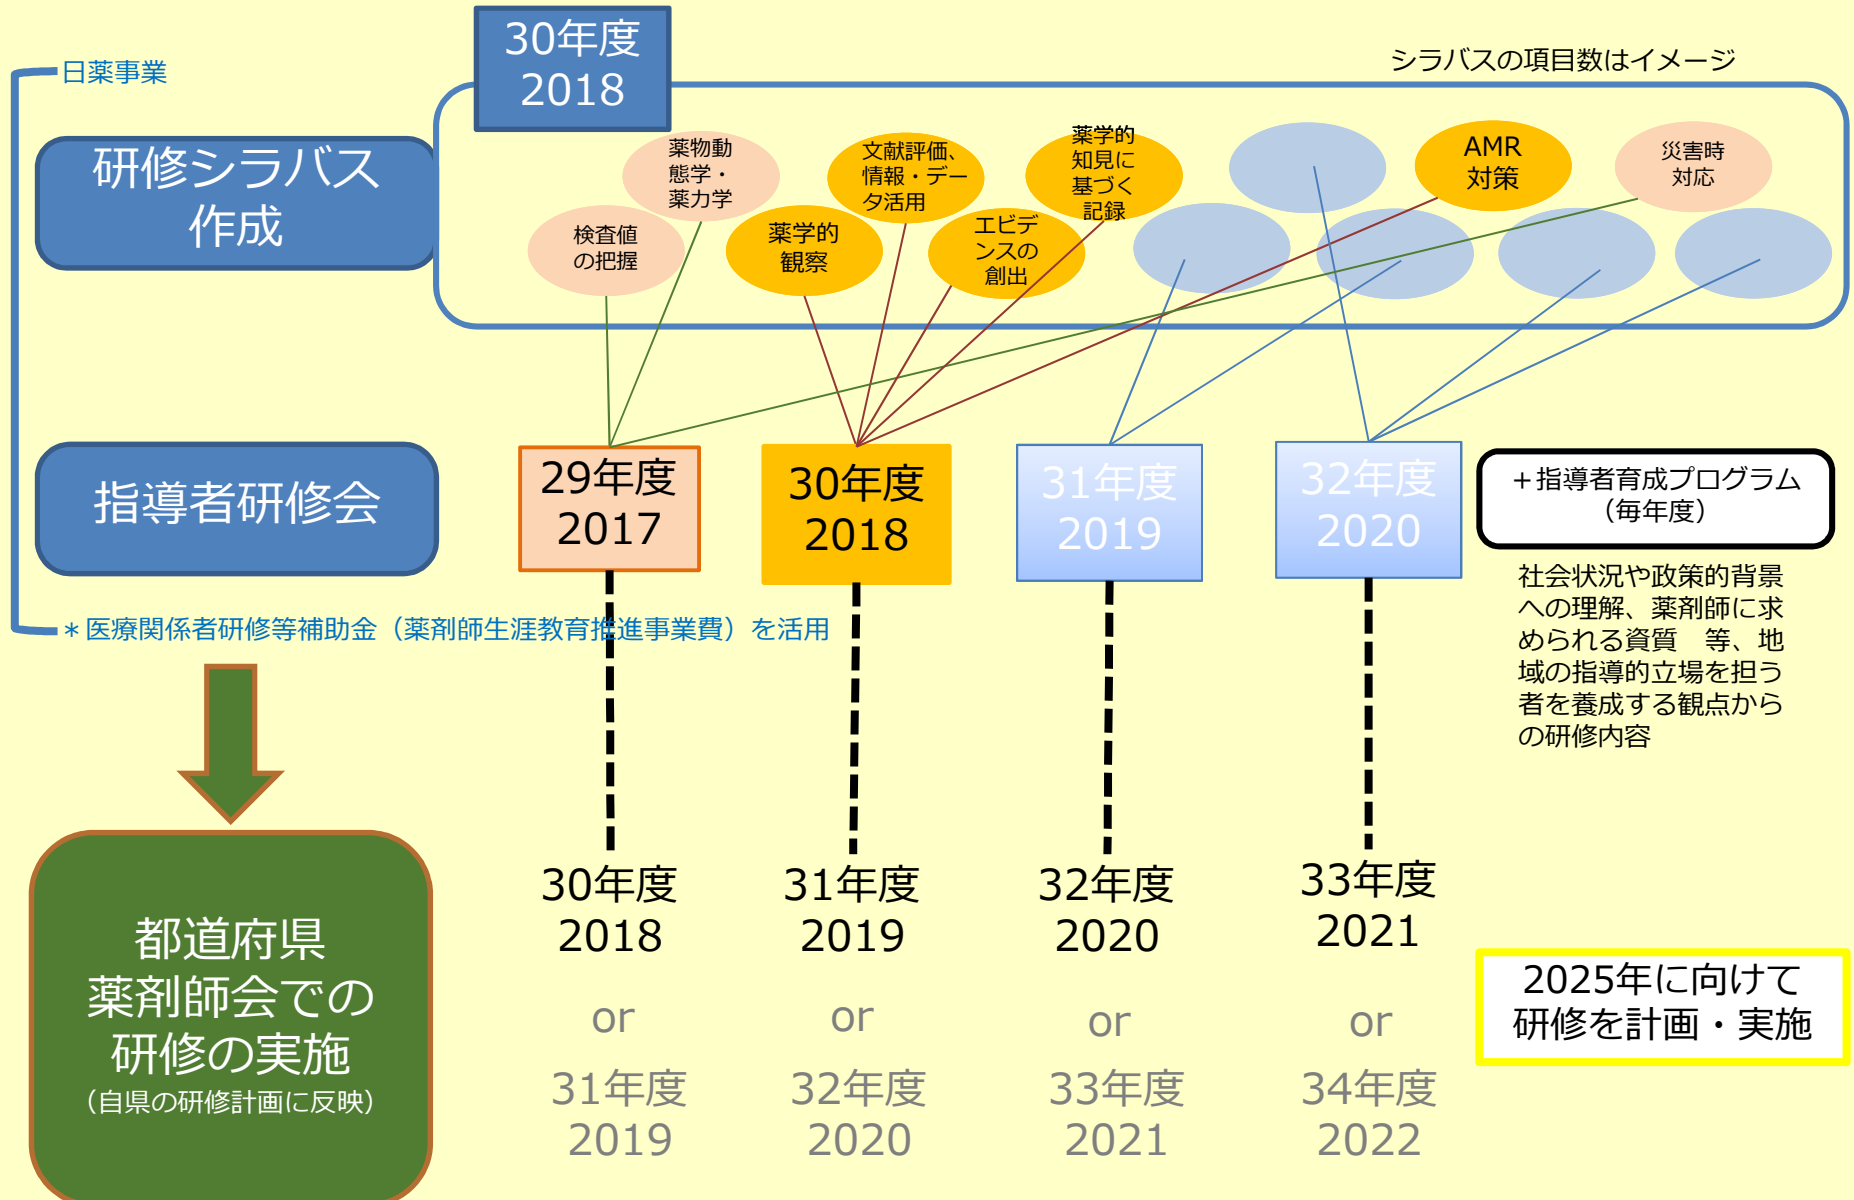 30年度
2018
日薬事業
シラバスの項目数はイメージ
研修シラバス
作成
検査値
の把握
薬物動
態学・
薬力学
薬学的
観察
文献評価、
情報・デー
タ活用
エビデ
ンスの
創出
薬学的
知見に
基づく
記録
AMR
対策
災害時
対応
指導者研修会
29年度
2017
30年度
2018
31年度
2019
32年度
2020
＋指導者育成プログラム
（毎年度）
社会状況や政策的背景
への理解、薬剤師に求
められる資質　等、地
域の指導的立場を担う
者を養成する観点から
の研修内容
＊医療関係者研修等補助金（薬剤師生涯教育推進事業費）を活用
都道府県
薬剤師会での
研修の実施
（自県の研修計画に反映）
30年度
2018
or
31年度
2019
31年度
2019
or
32年度
2020
32年度
2020
or
33年度
2021
33年度
2021
or
34年度
2022
2025年に向けて
研修を計画・実施